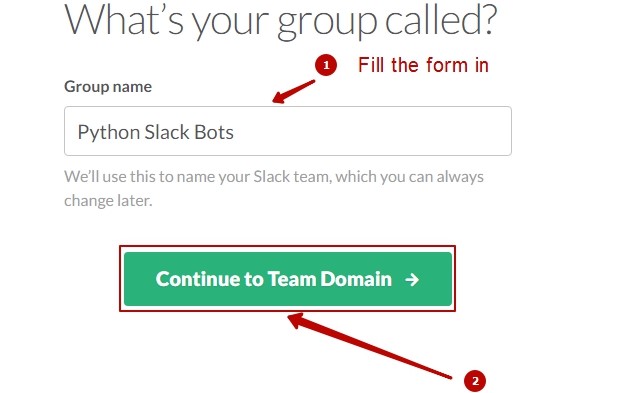 What's your group called?
1 Fill the form in
Group name
Python Slack Bots
We'll use this to name your Slack team, which you can always
change later.
Continue to Team Domain →
2